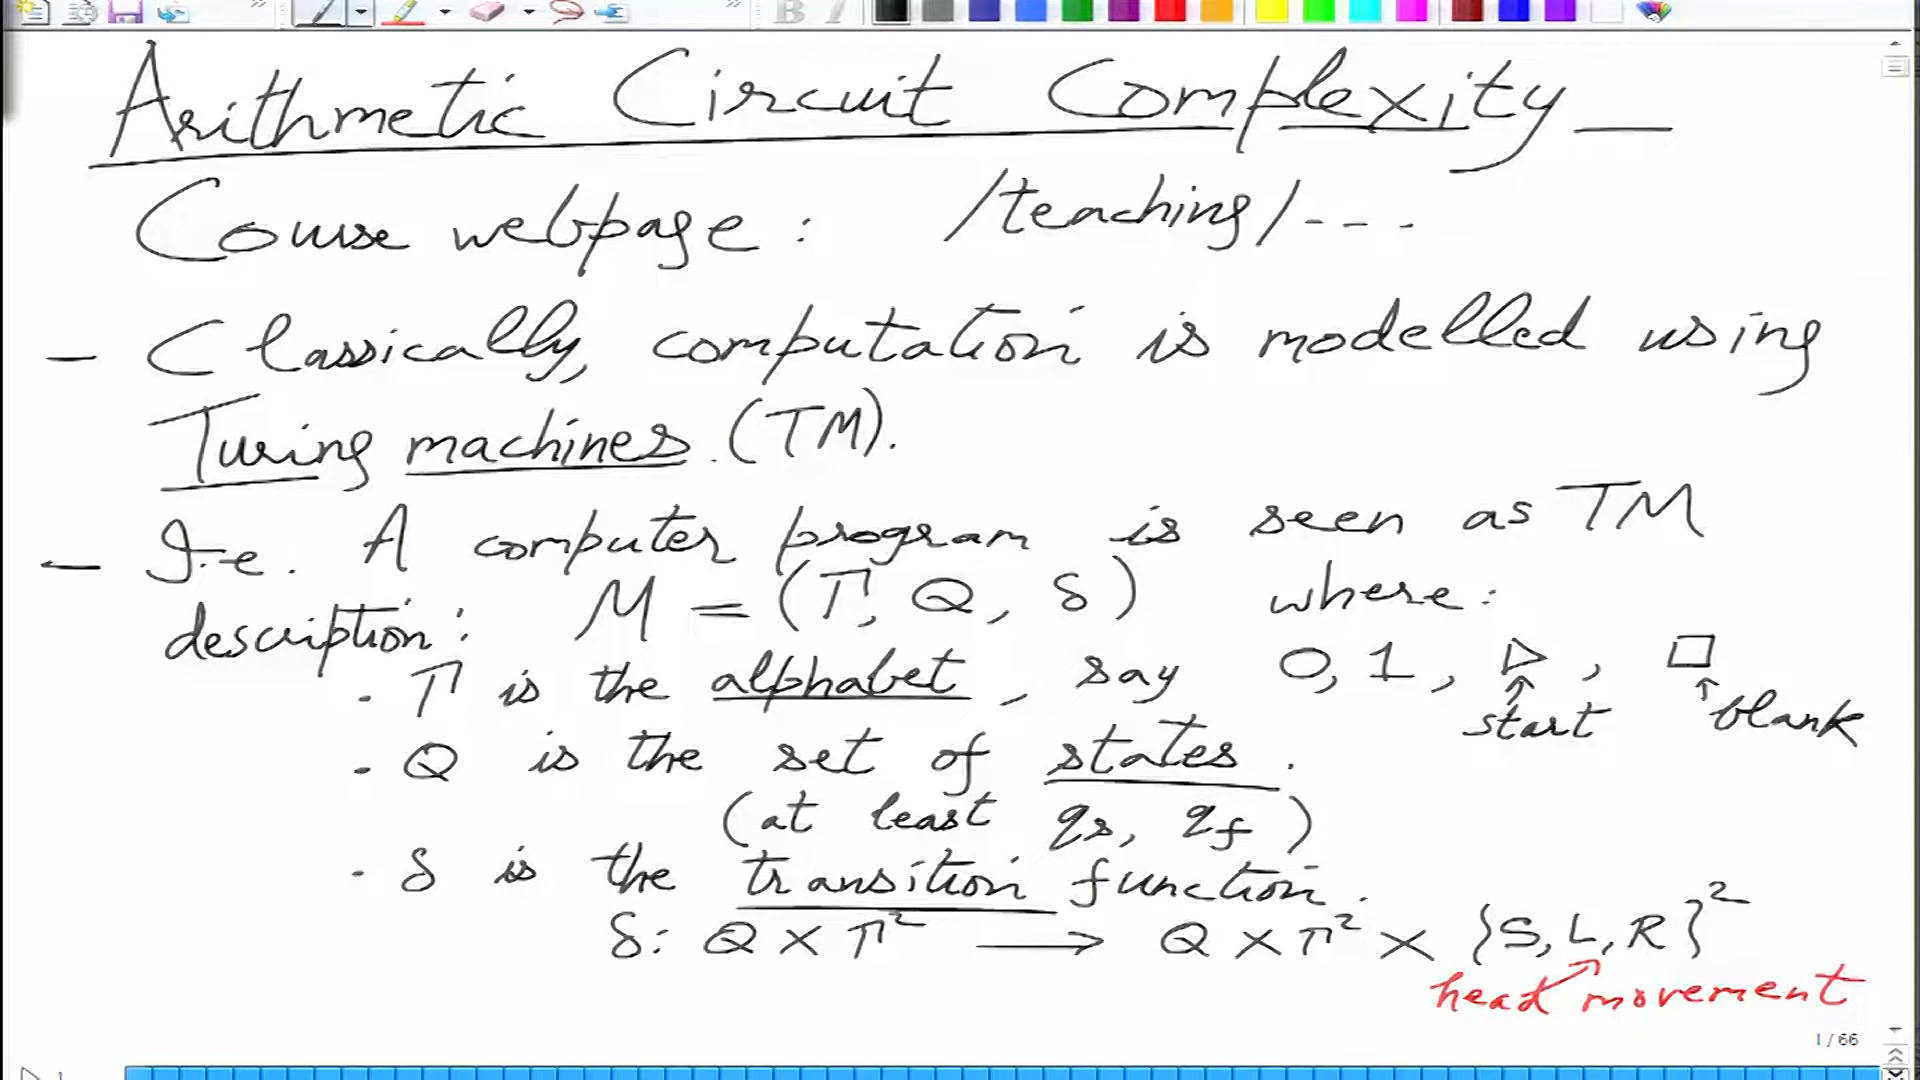 Arithmetic Circuit Complexity
Course webpage: /teaching/---
- Classically, computation is modelled using
Turing machines (TM).
- I.e. A computer program is seen as TM
description: M = (Γ, Q, δ) where:
· Γ is the alphabet, say 0, 1, ▷, □
start blank
· Q is the set of states.
(at least qs, qf)
· δ is the transition function.
δ: Q × Γ² ⟶ Q × Γ² × {S, L, R}²
head movement
1 / 66
B I
1